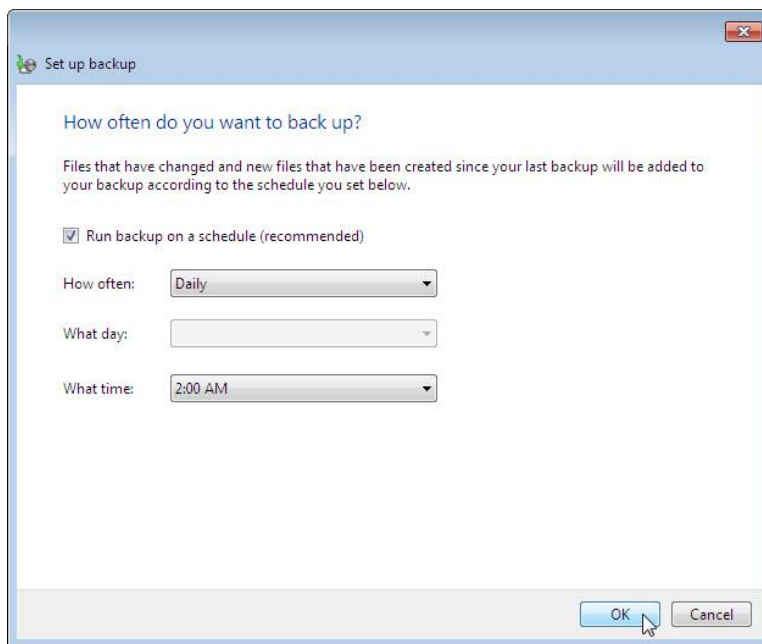 Set up backup
How often do you want to back up?
Files that have changed and new files that have been created since your last backup will be added to
your backup according to the schedule you set below.
Run backup on a schedule (recommended)
How often: Daily
What day:
What time: 2:00 AM
OK Cancel